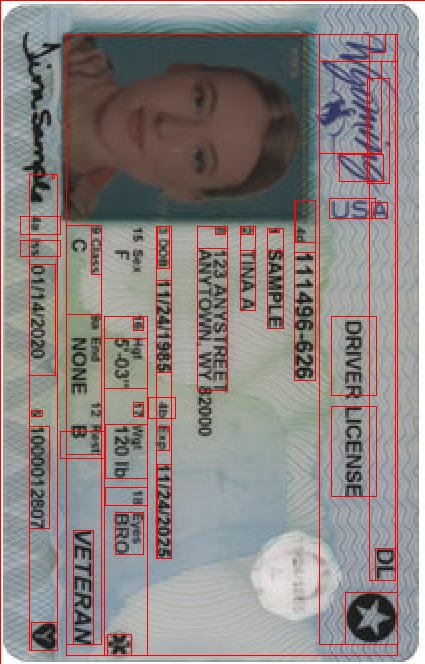 Wyoming
USA
DRIVER LICENSE
DL
4d 111496-626
1 SAMPLE
2 TINA A
8 123 ANYSTREET
ANYTOWN, WY 82000
3 DOB 11/24/1985 4b Exp 11/24/2025
15 Sex F 16 Hgt 5'-03" 17 Wgt 120 lb 18 Eyes BRO
9 Class C 9a End NONE 12 Rest B VETERAN
4a Iss 01/14/2020 5 1000012807
Tina Sample